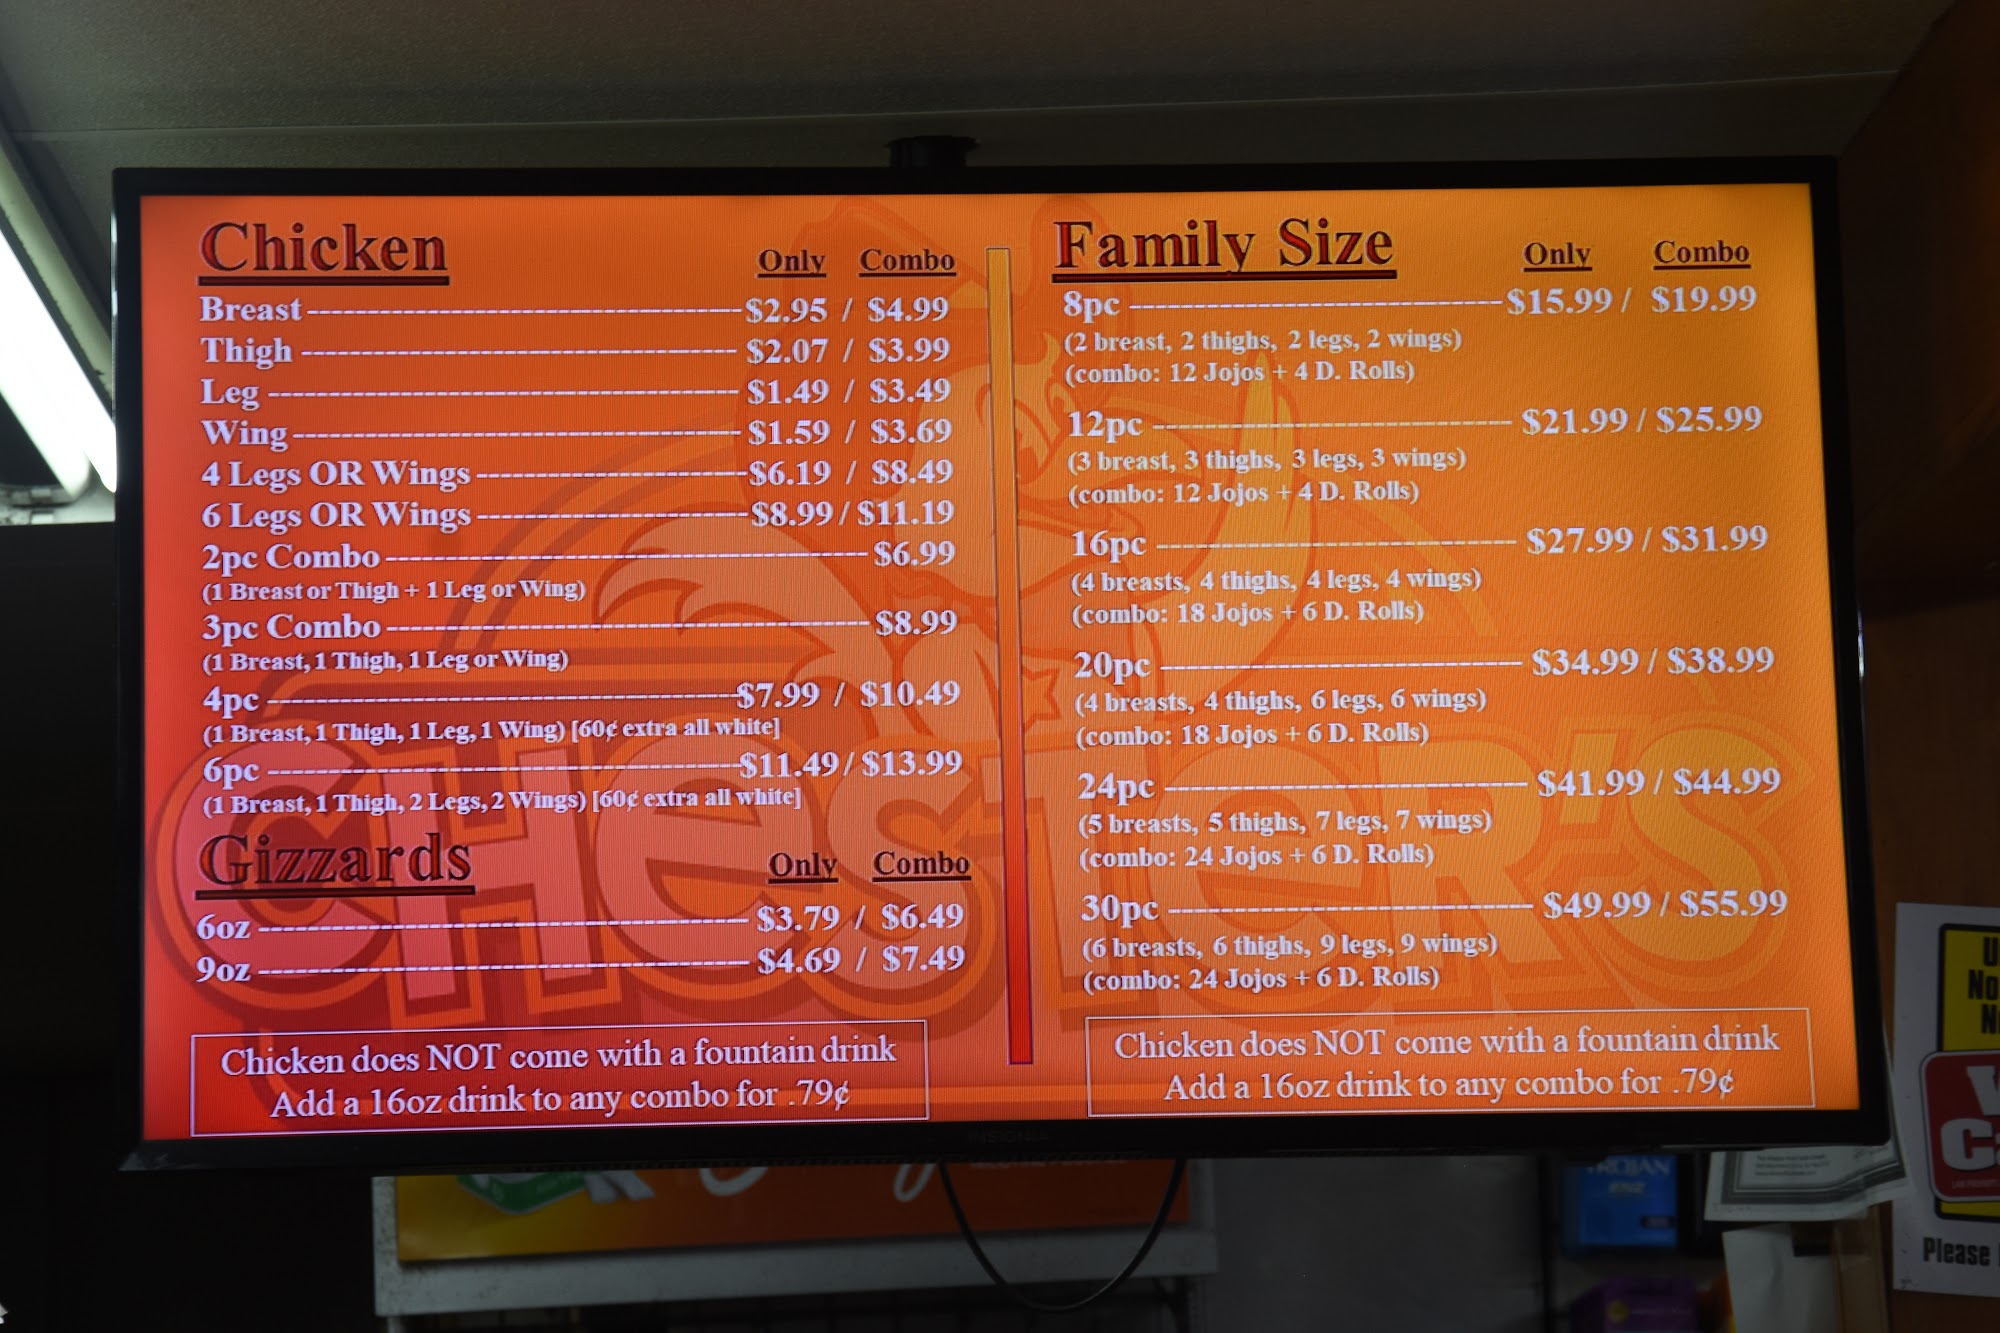 Chicken
Only Combo
Breast $2.95 / $4.99
Thigh $2.07 / $3.99
Leg $1.49 / $3.49
Wing $1.59 / $3.69
4 Legs OR Wings $6.19 / $8.49
6 Legs OR Wings $8.99 / $11.19
2pc Combo $6.99
(1 Breast or Thigh + 1 Leg or Wing)
3pc Combo $8.99
(1 Breast, 1 Thigh, 1 Leg or Wing)
4pc $7.99 / $10.49
(1 Breast, 1 Thigh, 1 Leg, 1 Wing) [60¢ extra all white]
6pc $11.49 / $13.99
(1 Breast, 1 Thigh, 2 Legs, 2 Wings) [60¢ extra all white]
Gizzards
Only Combo
6oz $3.79 / $6.49
9oz $4.69 / $7.49
Chicken does NOT come with a fountain drink
Add a 16oz drink to any combo for .79¢
Family Size
Only Combo
8pc $15.99 / $19.99
(2 breast, 2 thighs, 2 legs, 2 wings)
(combo: 12 Jojos + 4 D. Rolls)
12pc $21.99 / $25.99
(3 breast, 3 thighs, 3 legs, 3 wings)
(combo: 12 Jojos + 4 D. Rolls)
16pc $27.99 / $31.99
(4 breasts, 4 thighs, 4 legs, 4 wings)
(combo: 18 Jojos + 6 D. Rolls)
20pc $34.99 / $38.99
(4 breasts, 4 thighs, 6 legs, 6 wings)
(combo: 18 Jojos + 6 D. Rolls)
24pc $41.99 / $44.99
(5 breasts, 5 thighs, 7 legs, 7 wings)
(combo: 24 Jojos + 6 D. Rolls)
30pc $49.99 / $55.99
(6 breasts, 6 thighs, 9 legs, 9 wings)
(combo: 24 Jojos + 6 D. Rolls)
Chicken does NOT come with a fountain drink
Add a 16oz drink to any combo for .79¢
CHESTER'S
INSIGNIA
TROJAN
Please